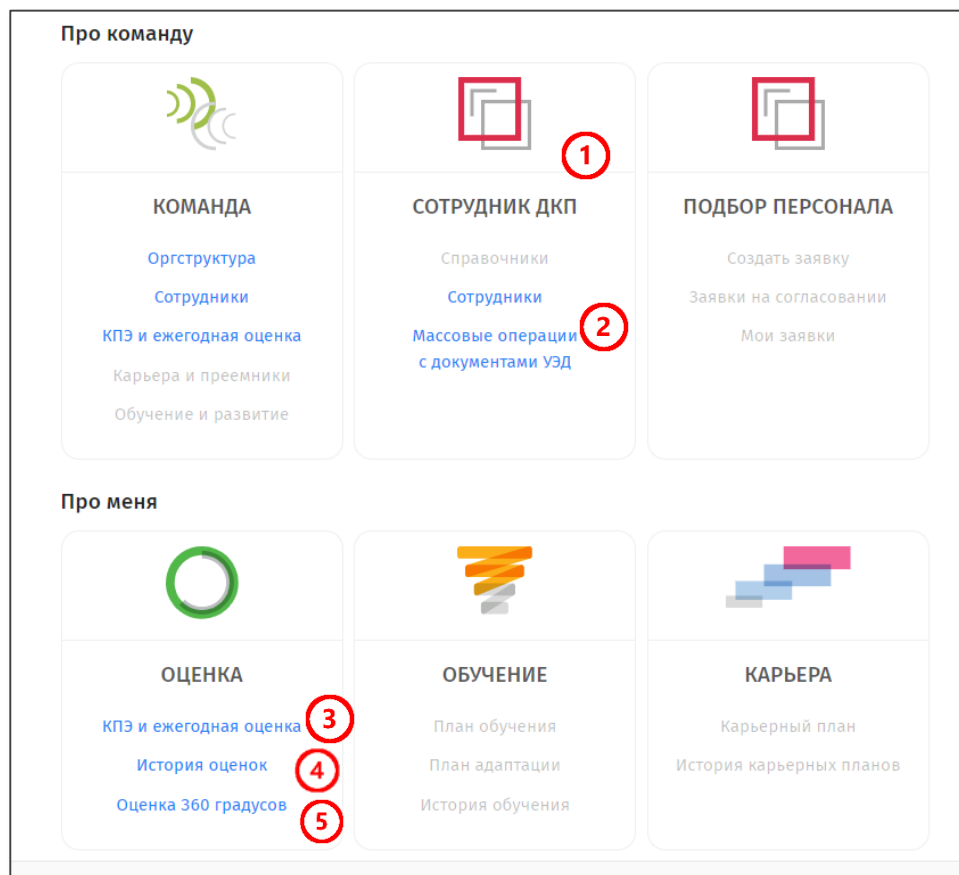 Про команду
1
КОМАНДА
Оргструктура
Сотрудники
КПЭ и ежегодная оценка
Карьера и преемники
Обучение и развитие
СОТРУДНИК ДКП
Справочники
Сотрудники
Массовые операции
2
с документами УЭД
ПОДБОР ПЕРСОНАЛА
Создать заявку
Заявки на согласовании
Мои заявки
Про меня
ОЦЕНКА
КПЭ и ежегодная оценка
3
История оценок
4
Оценка 360 градусов
5
ОБУЧЕНИЕ
План обучения
План адаптации
История обучения
КАРЬЕРА
Карьерный план
История карьерных планов